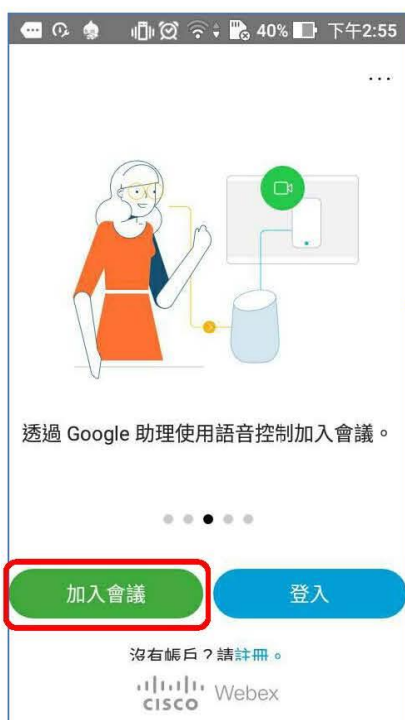 40% 下午2:55
...
透過 Google 助理使用語音控制加入會議。
加入會議
登入
沒有帳戶？請註冊。
CISCO Webex